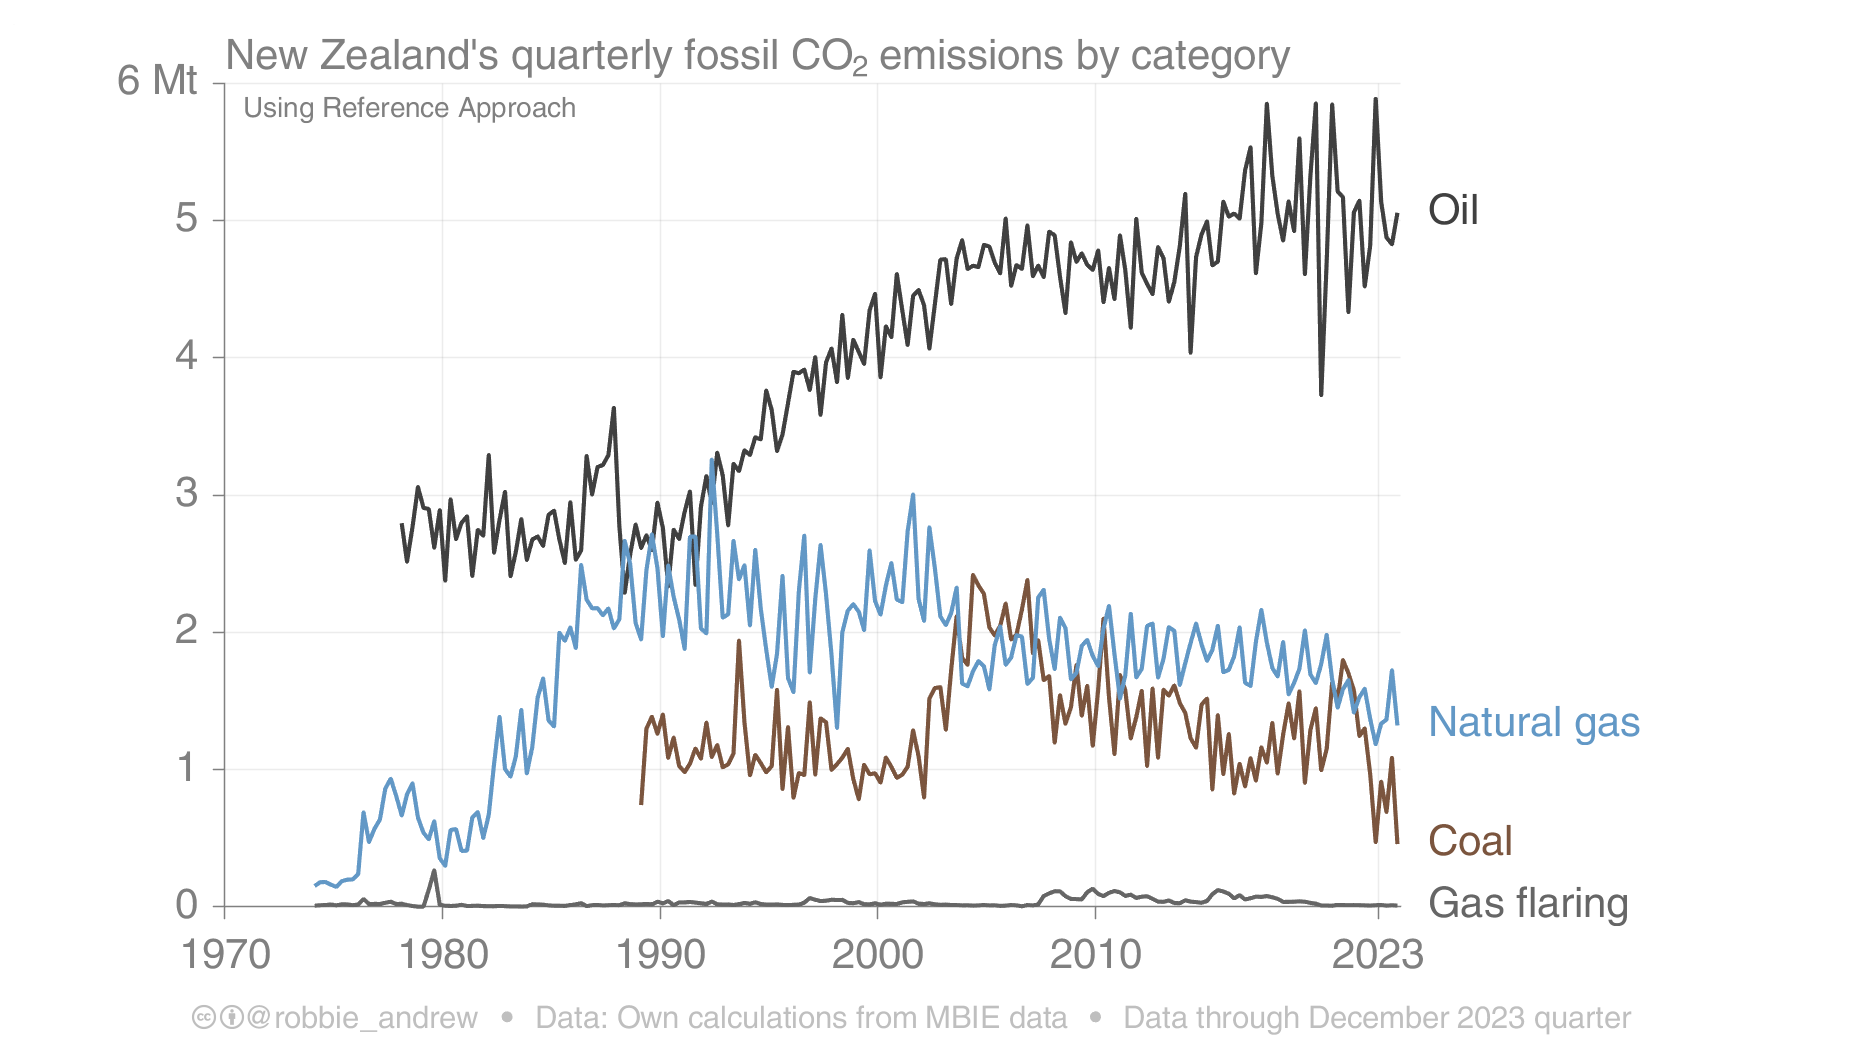 New Zealand's quarterly fossil CO₂ emissions by category
6 Mt
Using Reference Approach
5
Oil
4
3
2
1
Natural gas
Coal
0
Gas flaring
1970 1980 1990 2000 2010 2023
@robbie_andrew • Data: Own calculations from MBIE data • Data through December 2023 quarter